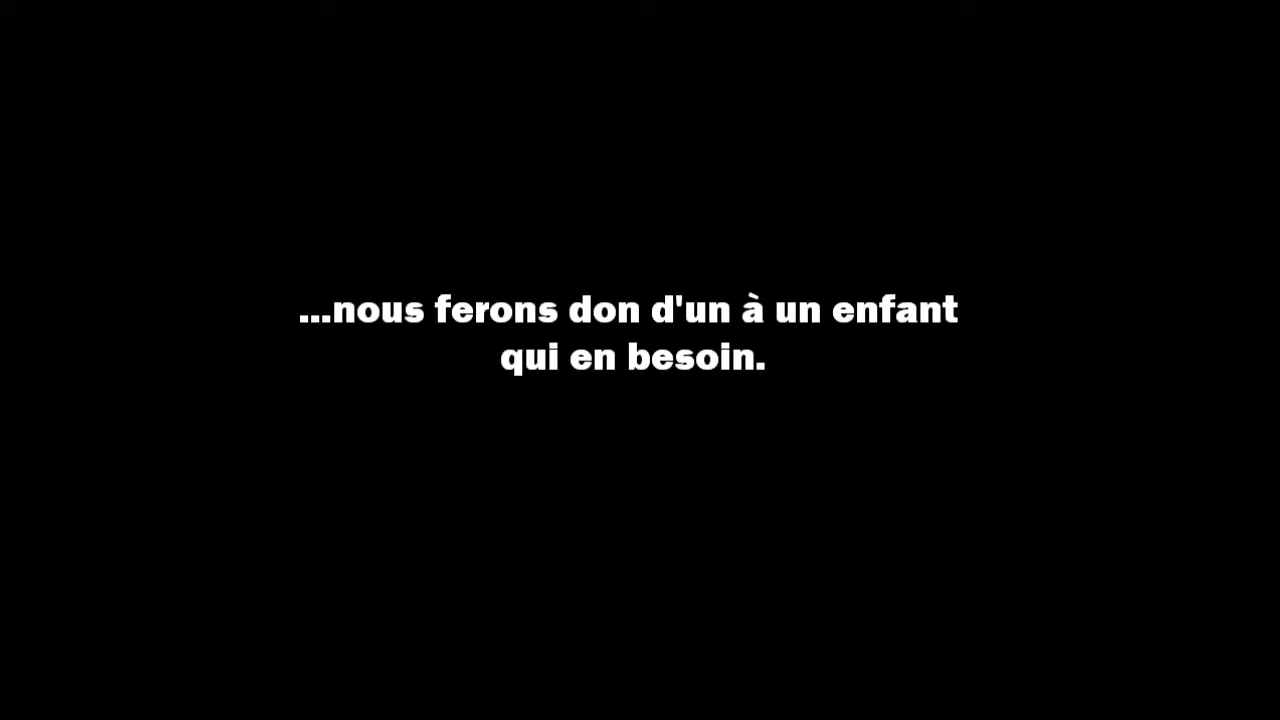 ...nous ferons don d'un à un enfant
qui en besoin.